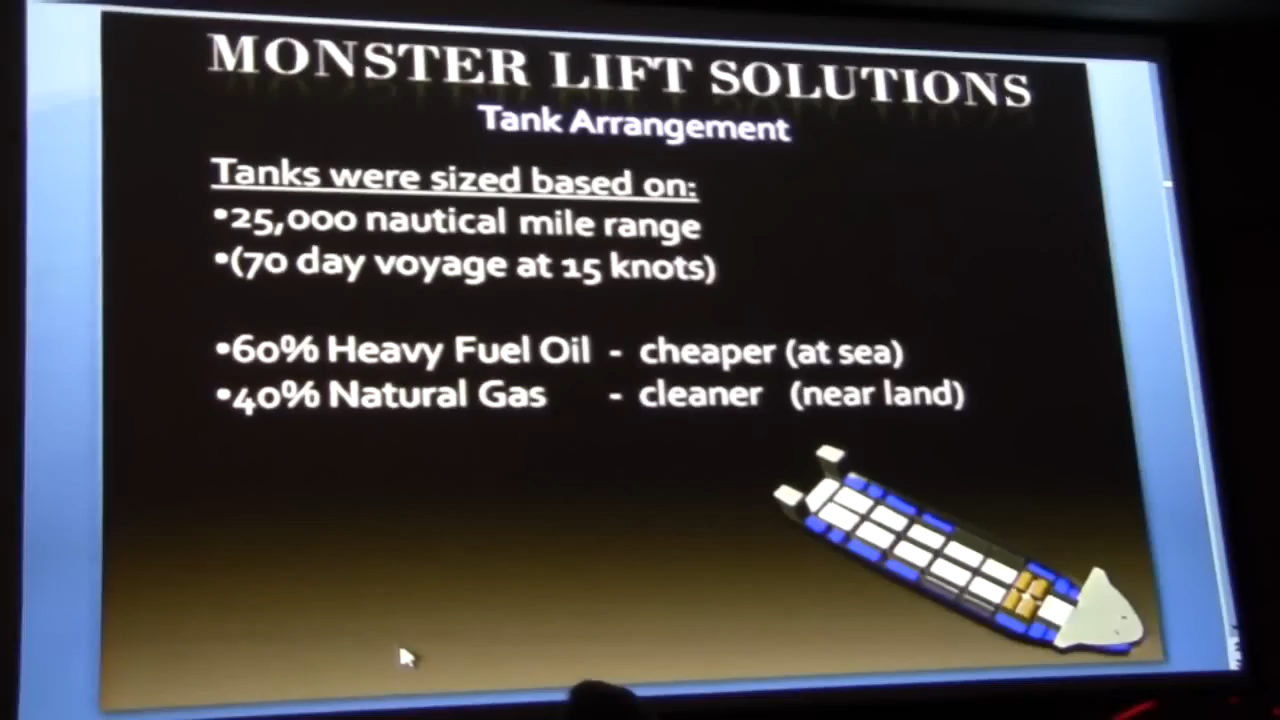 MONSTER LIFT SOLUTIONS
Tank Arrangement
Tanks were sized based on:
•25,000 nautical mile range
•(70 day voyage at 15 knots)
•60% Heavy Fuel Oil - cheaper (at sea)
•40% Natural Gas - cleaner (near land)